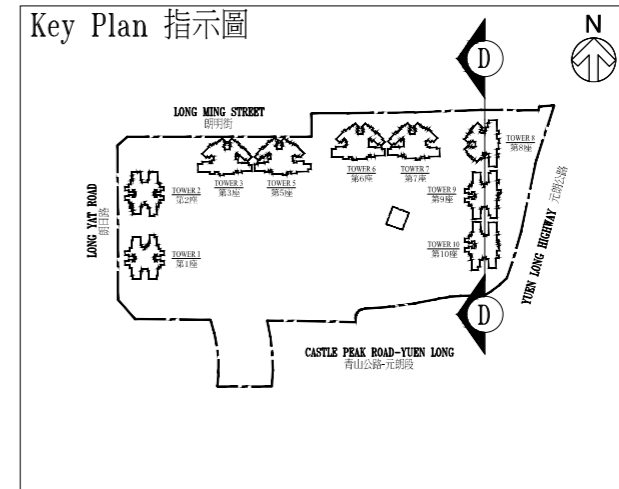 Key Plan 指示圖
N
D
LONG MING STREET
朗明街
TOWER 8
第8座
TOWER 2
第2座
TOWER 3
第3座
TOWER 5
第5座
TOWER 6
第6座
TOWER 7
第7座
TOWER 9
第9座
LONG YAT ROAD
朗日路
YUEN LONG HIGHWAY 元朗公路
TOWER 1
第1座
TOWER 10
第10座
D
CASTLE PEAK ROAD-YUEN LONG
青山公路-元朗段